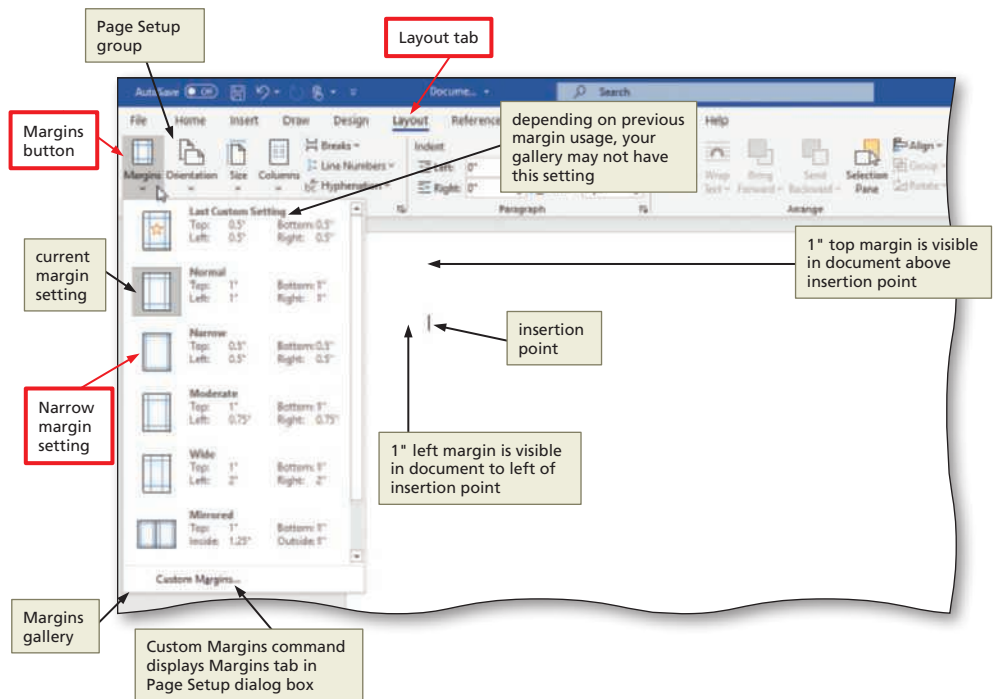 Page Setup
group
Layout tab
AutoSave Off
Docume...
Search
File Home Insert Draw Design Layout Reference Help
Margins
button
depending on previous
margin usage, your
gallery may not have
this setting
Margins Orientation Size Columns
Breaks
Line Numbers
Hyphenation
Indent
Left: 0"
Right: 0"
Wrap
Text
Bring
Forward
Send
Backward
Selection
Pane
Align
Group
Rotate
Paragraph
Arrange
Last Custom Setting
Top: 0.5" Bottom: 0.5"
Left: 0.5" Right: 0.5"
current
margin
setting
Normal
Top: 1" Bottom: 1"
Left: 1" Right: 1"
1" top margin is visible
in document above
insertion point
Narrow
Top: 0.5" Bottom: 0.5"
Left: 0.5" Right: 0.5"
insertion
point
Narrow
margin
setting
Moderate
Top: 1" Bottom: 1"
Left: 0.75" Right: 0.75"
1" left margin is visible
in document to left of
insertion point
Wide
Top: 1" Bottom: 1"
Left: 2" Right: 2"
Mirrored
Top: 1" Bottom: 1"
Inside: 1.25" Outside: 1"
Custom Margins...
Margins
gallery
Custom Margins command
displays Margins tab in
Page Setup dialog box